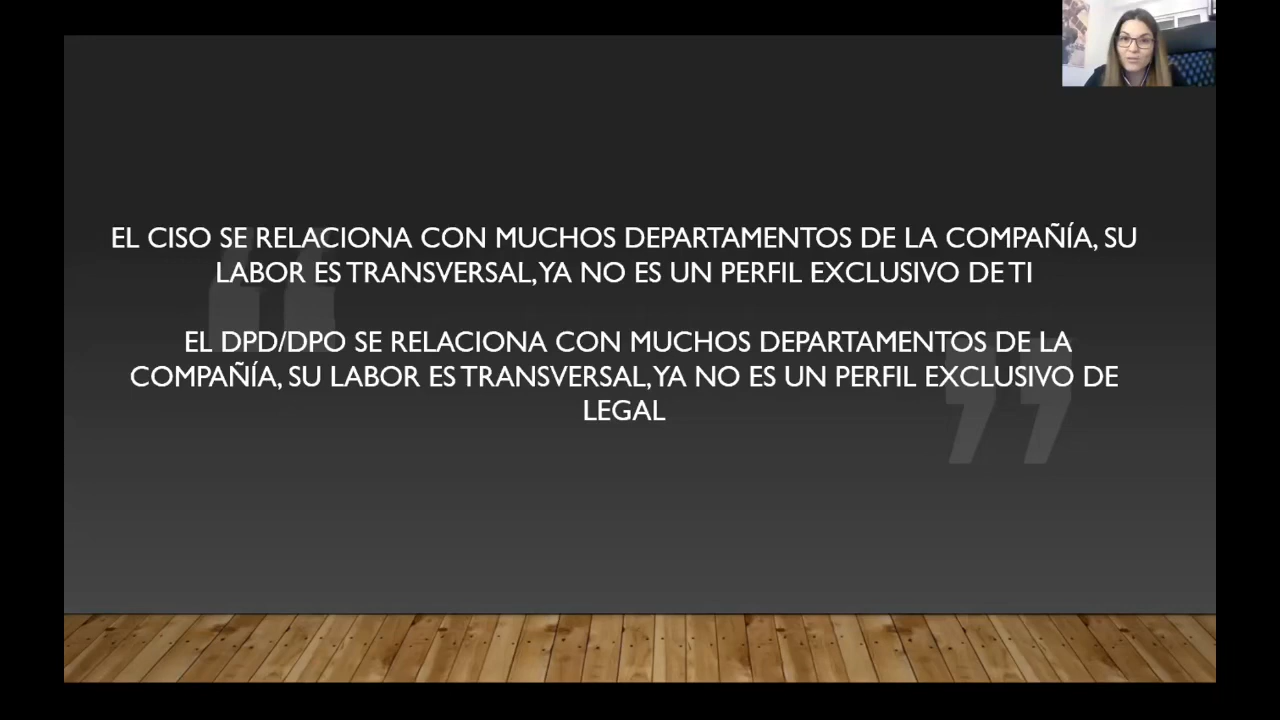 EL CISO SE RELACIONA CON MUCHOS DEPARTAMENTOS DE LA COMPAÑÍA, SU
LABOR ES TRANSVERSAL, YA NO ES UN PERFIL EXCLUSIVO DE TI
EL DPD/DPO SE RELACIONA CON MUCHOS DEPARTAMENTOS DE LA
COMPAÑÍA, SU LABOR ES TRANSVERSAL, YA NO ES UN PERFIL EXCLUSIVO DE
LEGAL